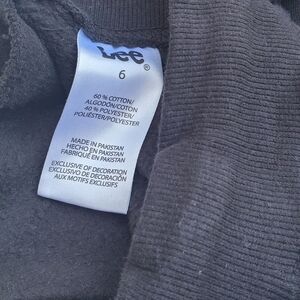 Lee®
6
60 % COTTON/
ALGODÓN/COTON
40 % POLYESTER/
POLIÉSTER/POLYESTER
MADE IN PAKISTAN
HECHO EN PAKISTAN
FABRIQUÉ EN PAKISTAN
EXCLUSIVE OF DECORATION
EXCLUSIVO DE DECORACIÓN
AUX MOTIFS EXCLUSIFS